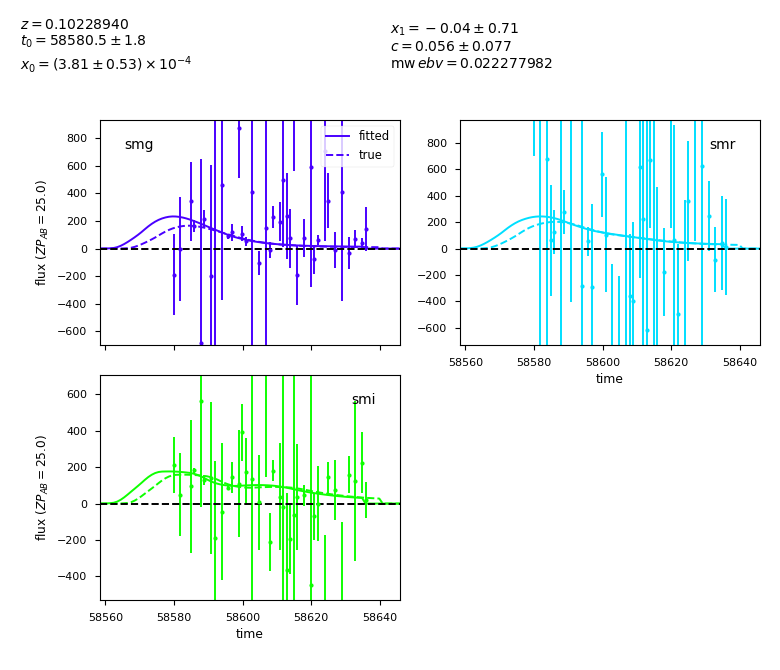 z = 0.10228940
t₀ = 58580.5 ± 1.8
x₀ = (3.81 ± 0.53) × 10⁻⁴
x₁ = −0.04 ± 0.71
c = 0.056 ± 0.077
mw ebv = 0.022277982
smg
fitted
true
flux (ZP_AB = 25.0)
800
600
400
200
0
−200
−400
−600
smr
800
600
400
200
0
−200
−400
−600
58560 58580 58600 58620 58640
time
smi
flux (ZP_AB = 25.0)
600
400
200
0
−200
−400
58560 58580 58600 58620 58640
time